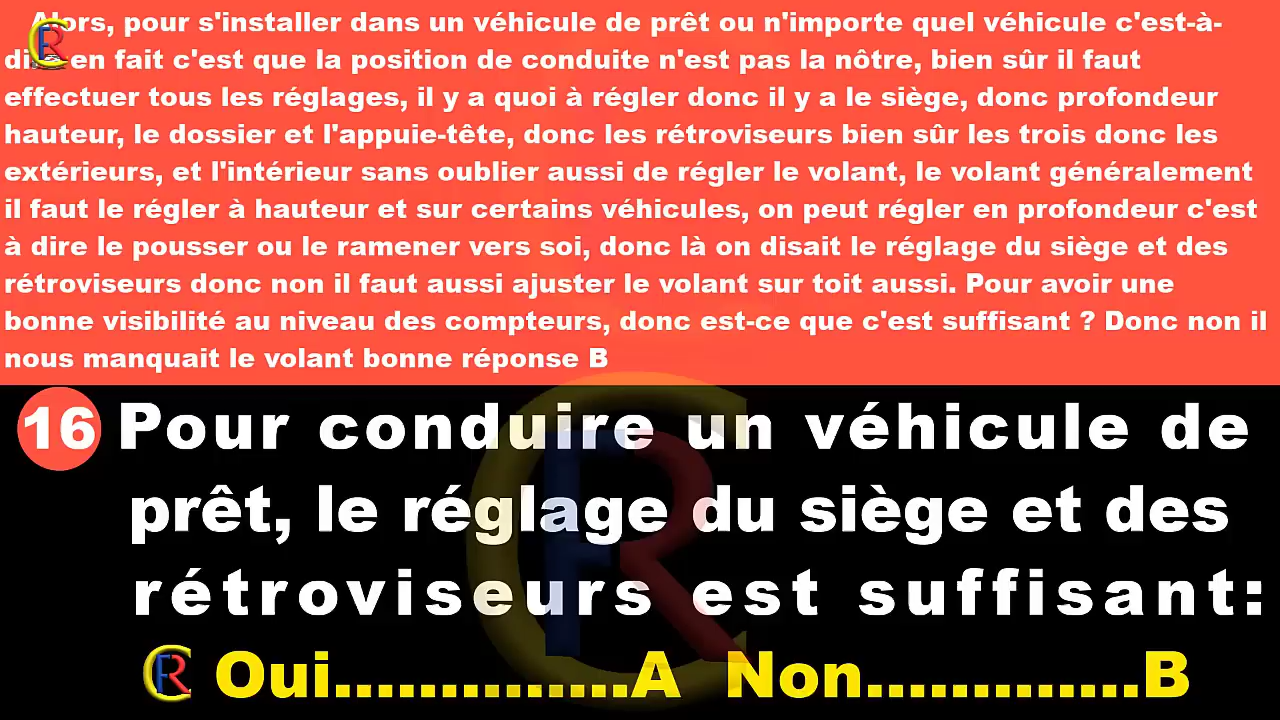 Alors, pour s'installer dans un véhicule de prêt ou n'importe quel véhicule c'est-à-
dire en fait c'est que la position de conduite n'est pas la nôtre, bien sûr il faut
effectuer tous les réglages, il y a quoi à régler donc il y a le siège, donc profondeur
hauteur, le dossier et l'appuie-tête, donc les rétroviseurs bien sûr les trois donc les
extérieurs, et l'intérieur sans oublier aussi de régler le volant, le volant généralement
il faut le régler à hauteur et sur certains véhicules, on peut régler en profondeur c'est
à dire le pousser ou le ramener vers soi, donc là on disait le réglage du siège et des
rétroviseurs donc non il faut aussi ajuster le volant sur toit aussi. Pour avoir une
bonne visibilité au niveau des compteurs, donc est-ce que c'est suffisant ? Donc non il
nous manquait le volant bonne réponse B
16 Pour conduire un véhicule de
prêt, le réglage du siège et des
rétroviseurs est suffisant:
Oui..............A Non.............B